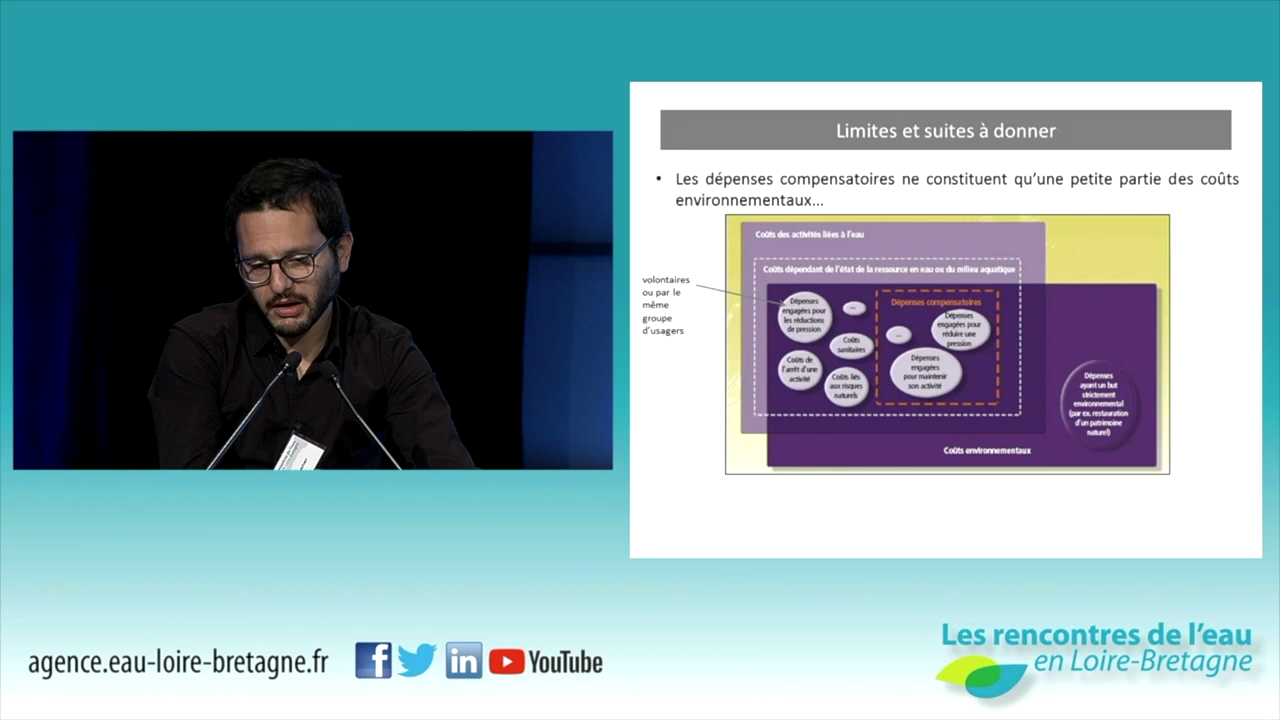 Limites et suites à donner
• Les dépenses compensatoires ne constituent qu'une petite partie des coûts
environnementaux...
Coûts des activités liées à l'eau
Coûts dépendant de l'état de la ressource en eau ou du milieu aquatique
volontaires
ou par le
même
groupe
d'usagers
Dépenses
engagées pour
les réductions
de pression
...
Coûts
sanitaires
Coûts de
l'arrêt d'une
activité
Coûts liés
aux risques
naturels
Dépenses compensatoires
...
Dépenses
engagées pour
réduire une
pression
Dépenses
engagées
pour maintenir
son activité
Dépenses
ayant un but
strictement
environnemental
(par ex. restauration
d'un patrimoine
naturel)
Coûts environnementaux
agence.eau-loire-bretagne.fr
f
in
YouTube
Les rencontres de l'eau
en Loire-Bretagne